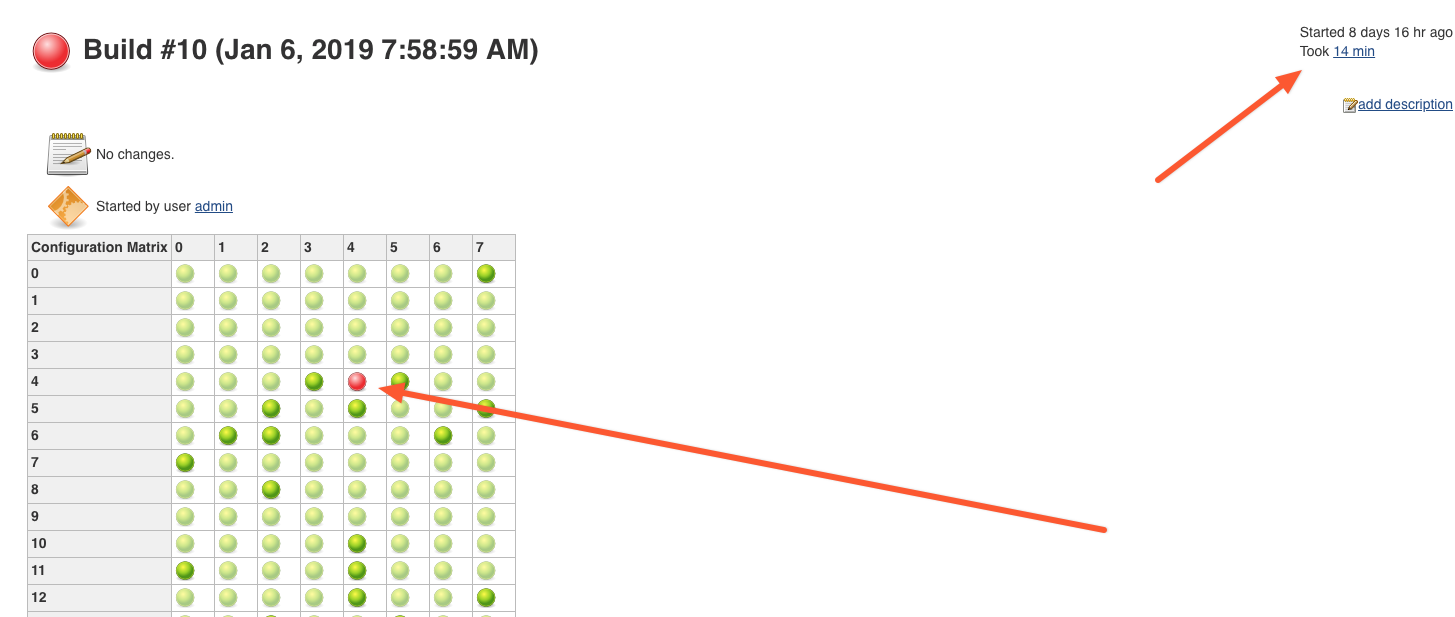 Build #10 (Jan 6, 2019 7:58:59 AM)
Started 8 days 16 hr ago
Took 14 min
add description
No changes.
Started by user admin
Configuration Matrix 0 1 2 3 4 5 6 7
0
1
2
3
4
5
6
7
8
9
10
11
12